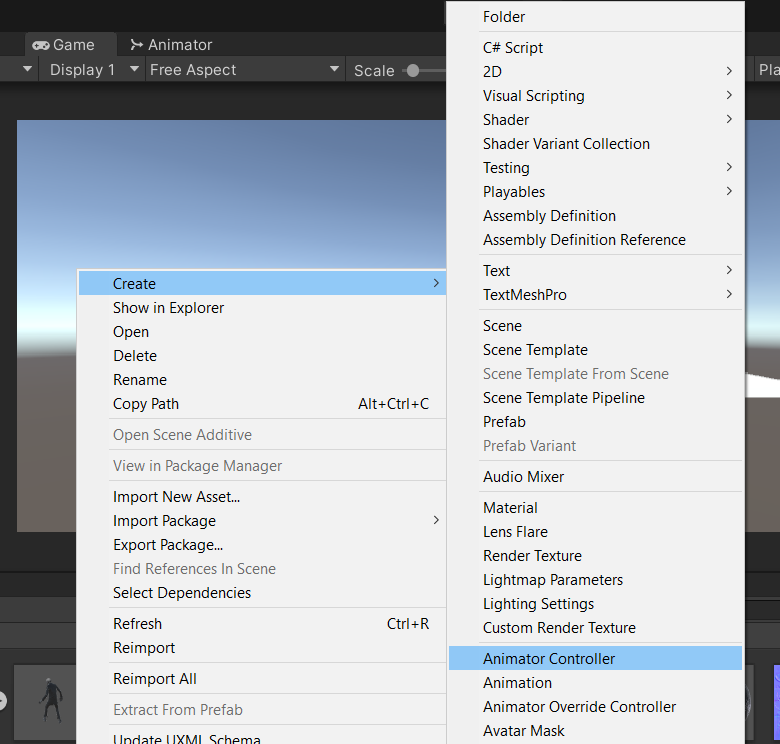 Game
Animator
Display 1
Free Aspect
Scale
Create
Show in Explorer
Open
Delete
Rename
Copy Path Alt+Ctrl+C
Open Scene Additive
View in Package Manager
Import New Asset...
Import Package
Export Package...
Find References In Scene
Select Dependencies
Refresh Ctrl+R
Reimport
Reimport All
Extract From Prefab
Update UXML Schema
Folder
C# Script
2D
Visual Scripting
Shader
Shader Variant Collection
Testing
Playables
Assembly Definition
Assembly Definition Reference
Text
TextMeshPro
Scene
Scene Template
Scene Template From Scene
Scene Template Pipeline
Prefab
Prefab Variant
Audio Mixer
Material
Lens Flare
Render Texture
Lightmap Parameters
Lighting Settings
Custom Render Texture
Animator Controller
Animation
Animator Override Controller
Avatar Mask
Pla